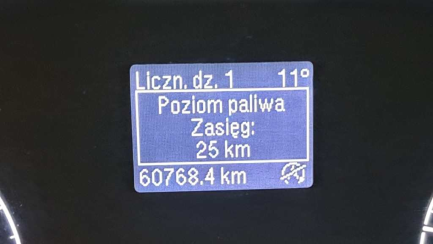 Liczn. dz. 1 11°
Poziom paliwa
Zasięg:
25 km
60768.4 km